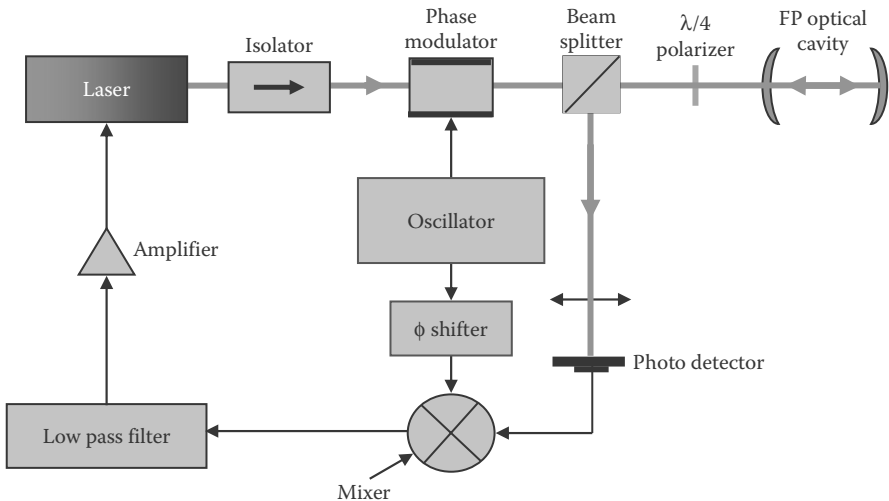 Phase
modulator
Beam
splitter
λ/4
polarizer
FP optical
cavity
Isolator
Laser
Oscillator
Amplifier
ϕ shifter
Photo detector
Low pass filter
Mixer